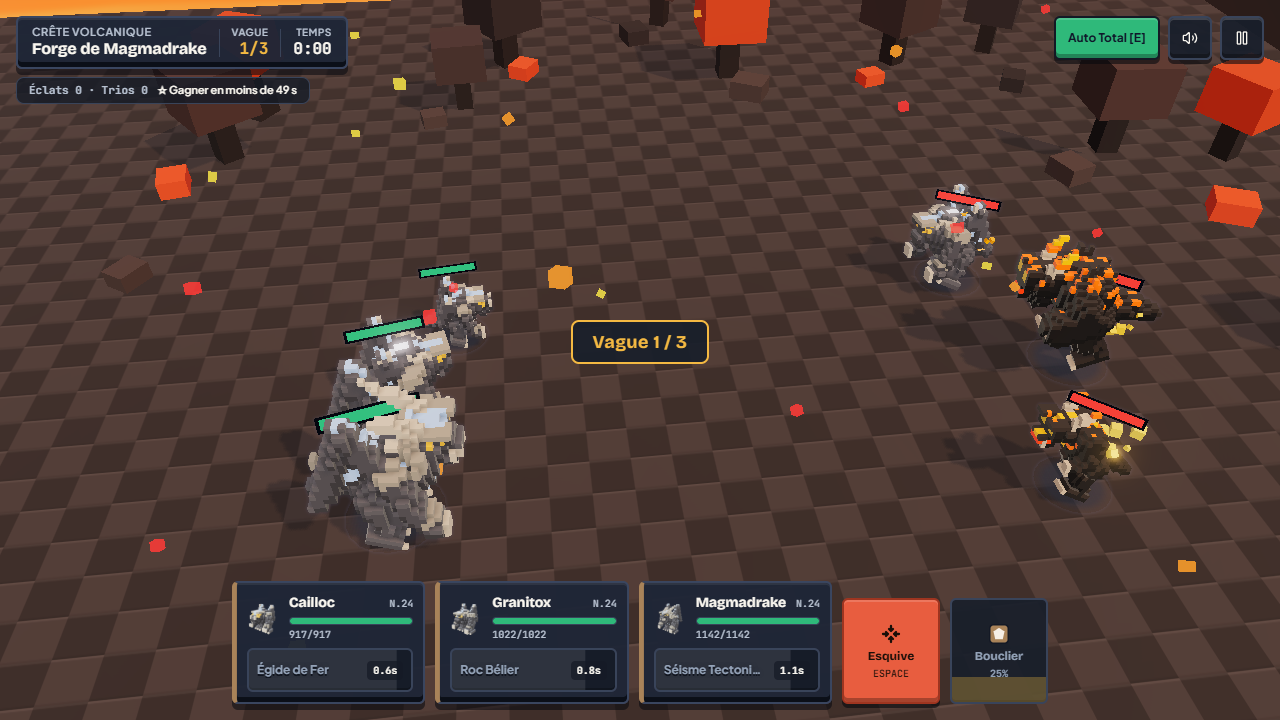 CRÊTE VOLCANIQUE
Forge de Magmadrake
VAGUE
1/3
TEMPS
0:00
Auto Total [E]
Éclats 0 · Trios 0 ★ Gagner en moins de 49 s
Vague 1 / 3
Cailloc N.24
917/917
Égide de Fer 0.6s
Granitox N.24
1022/1022
Roc Bélier 0.8s
Magmadrake N.24
1142/1142
Séisme Tectoni... 1.1s
Esquive
ESPACE
Bouclier
25%